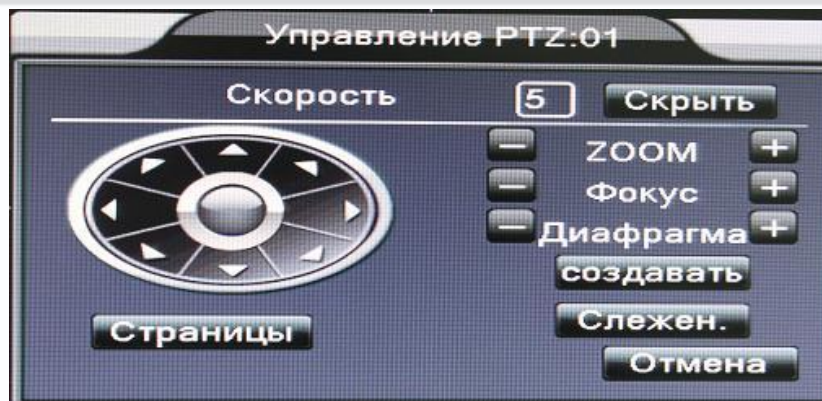 Управление PTZ:01
Скорость 5 Скрыть
− ZOOM +
− Фокус +
− Диафрагма +
создавать
Страницы
Слежен.
Отмена